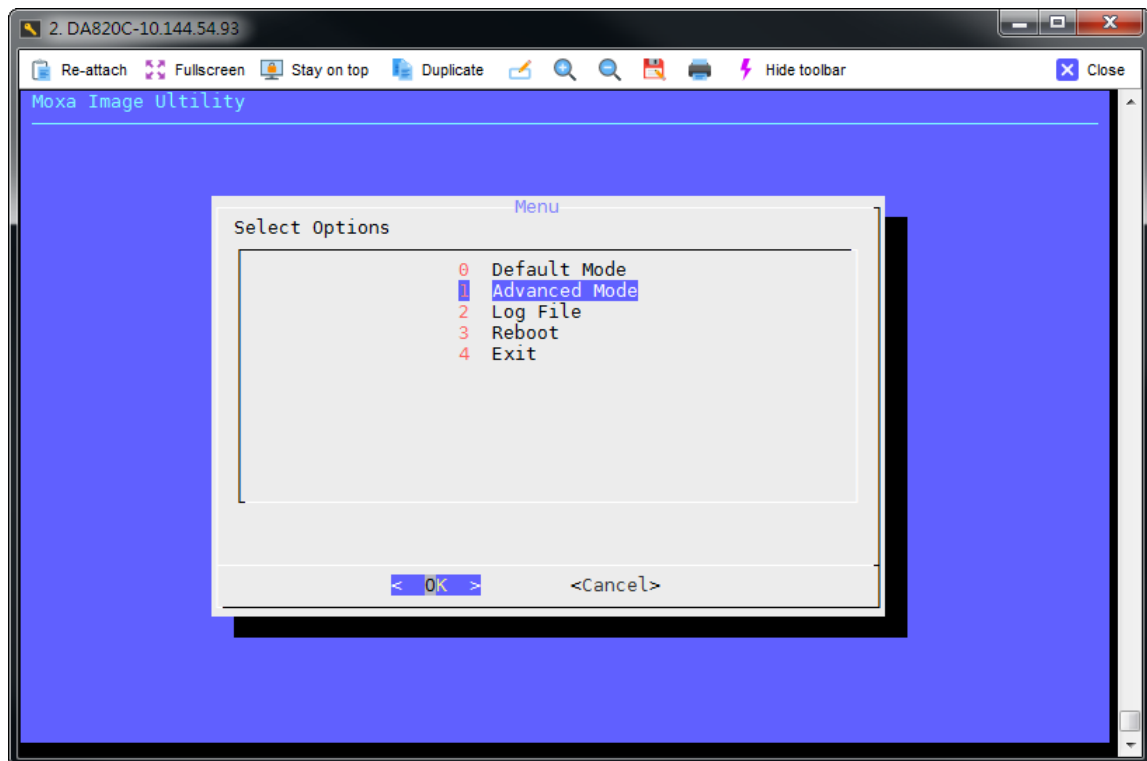 2. DA820C-10.144.54.93
Re-attach Fullscreen Stay on top Duplicate Hide toolbar Close
Moxa Image Ultility
Menu
Select Options
0 Default Mode
1 Advanced Mode
2 Log File
3 Reboot
4 Exit
< OK > <Cancel>